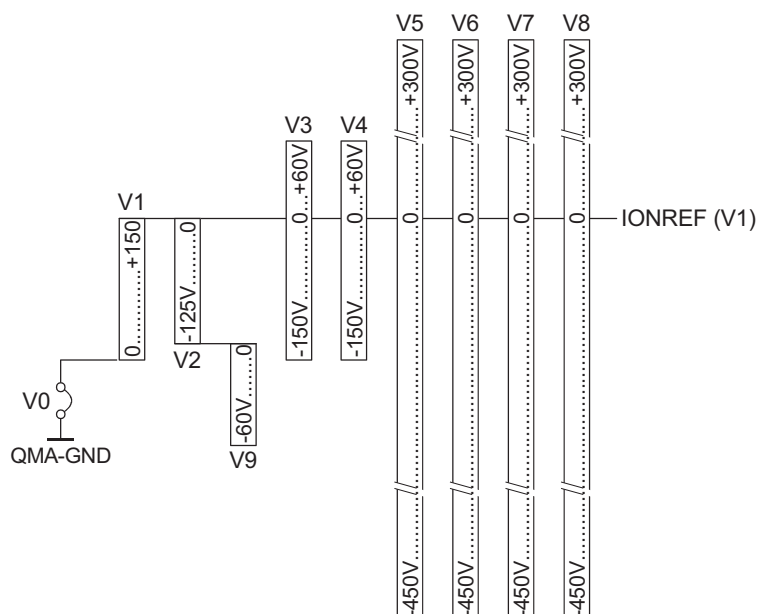 V5
V6
V7
V8
+300V
+300V
+300V
+300V
V3
V4
+60V
+60V
V1
+150
0
0
0
0
0
0
0
0
IONREF (V1)
0
-125V
-150V
-150V
V2
0
-60V
V9
V0
QMA-GND
-450V
-450V
-450V
-450V